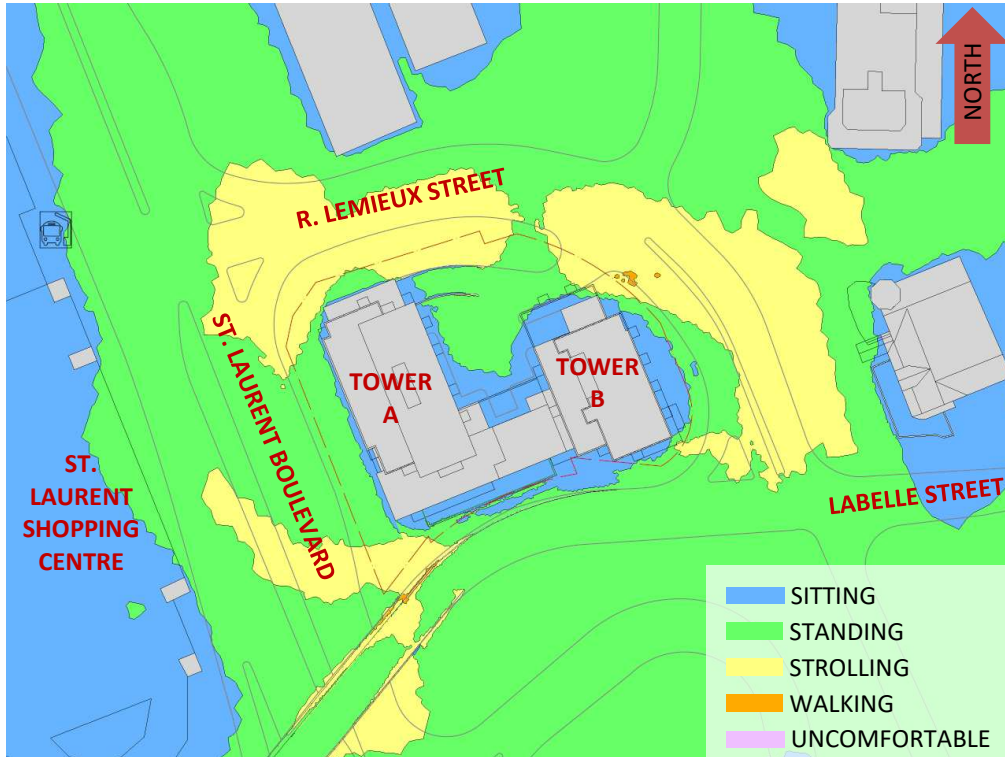 NORTH
R. LEMIEUX STREET
ST. LAURENT BOULEVARD
TOWER
A
TOWER
B
ST.
LAURENT
SHOPPING
CENTRE
LABELLE STREET
SITTING
STANDING
STROLLING
WALKING
UNCOMFORTABLE